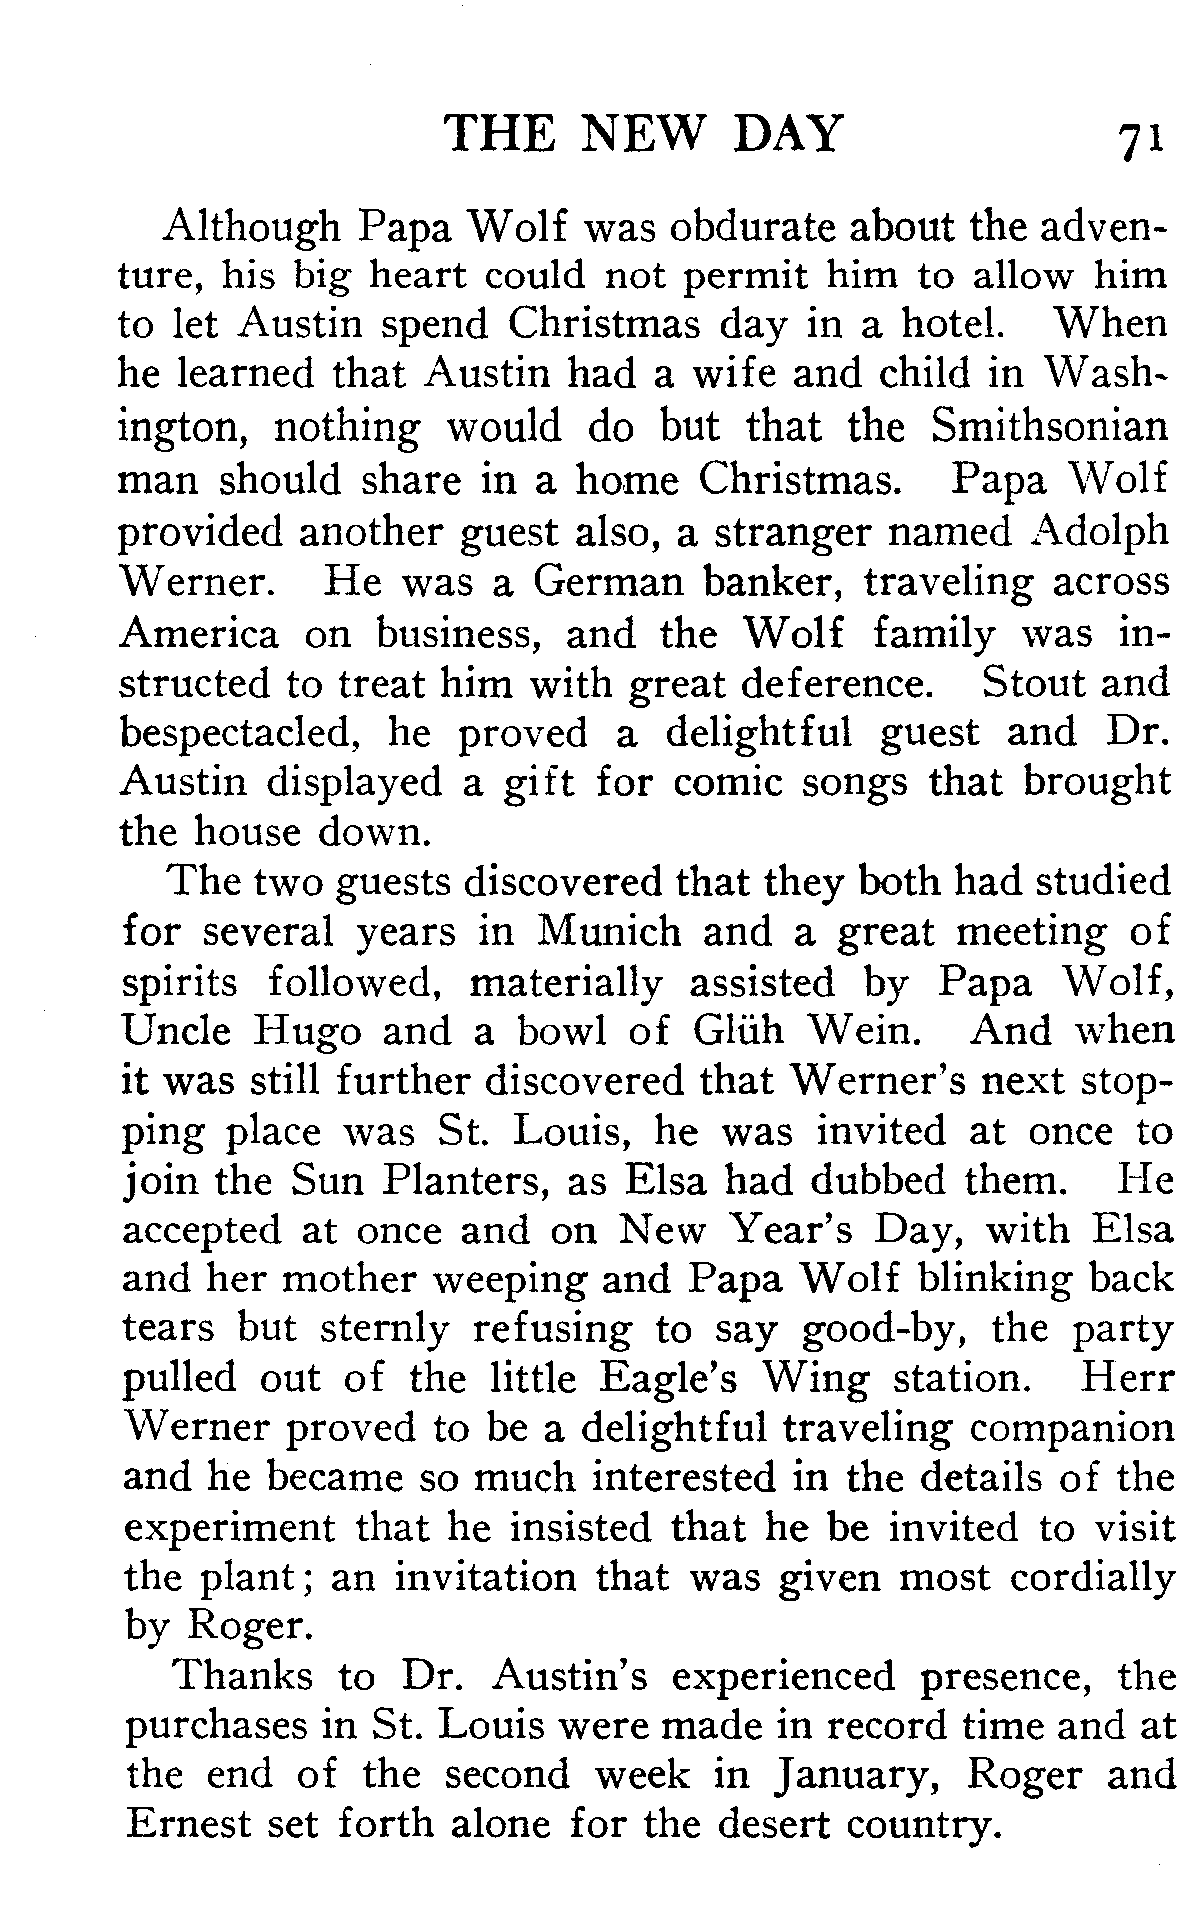 THE NEW DAY 71
Although Papa Wolf was obdurate about the adven-
ture, his big heart could not permit him to allow him
to let Austin spend Christmas day in a hotel. When
he learned that Austin had a wife and child in Wash-
ington, nothing would do but that the Smithsonian
man should share in a home Christmas. Papa Wolf
provided another guest also, a stranger named Adolph
Werner. He was a German banker, traveling across
America on business, and the Wolf family was in-
structed to treat him with great deference. Stout and
bespectacled, he proved a delightful guest and Dr.
Austin displayed a gift for comic songs that brought
the house down.
The two guests discovered that they both had studied
for several years in Munich and a great meeting of
spirits followed, materially assisted by Papa Wolf,
Uncle Hugo and a bowl of Glüh Wein. And when
it was still further discovered that Werner's next stop-
ping place was St. Louis, he was invited at once to
join the Sun Planters, as Elsa had dubbed them. He
accepted at once and on New Year's Day, with Elsa
and her mother weeping and Papa Wolf blinking back
tears but sternly refusing to say good-by, the party
pulled out of the little Eagle's Wing station. Herr
Werner proved to be a delightful traveling companion
and he became so much interested in the details of the
experiment that he insisted that he be invited to visit
the plant; an invitation that was given most cordially
by Roger.
Thanks to Dr. Austin's experienced presence, the
purchases in St. Louis were made in record time and at
the end of the second week in January, Roger and
Ernest set forth alone for the desert country.